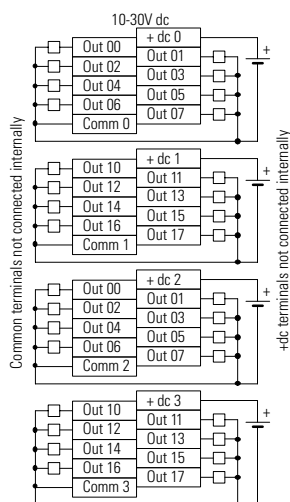 10-30V dc
+ dc 0
Out 00
Out 01
Out 02
Out 03
Out 04
Out 05
Out 06
Out 07
Comm 0
+ dc 1
Out 10
Out 11
Out 12
Out 13
Out 14
Out 15
Out 16
Out 17
Comm 1
+ dc 2
Out 00
Out 01
Out 02
Out 03
Out 04
Out 05
Out 06
Out 07
Comm 2
+ dc 3
Out 10
Out 11
Out 12
Out 13
Out 14
Out 15
Out 16
Out 17
Comm 3
+
+
+
+
Common terminals not connected internally
+dc terminals not connected internally